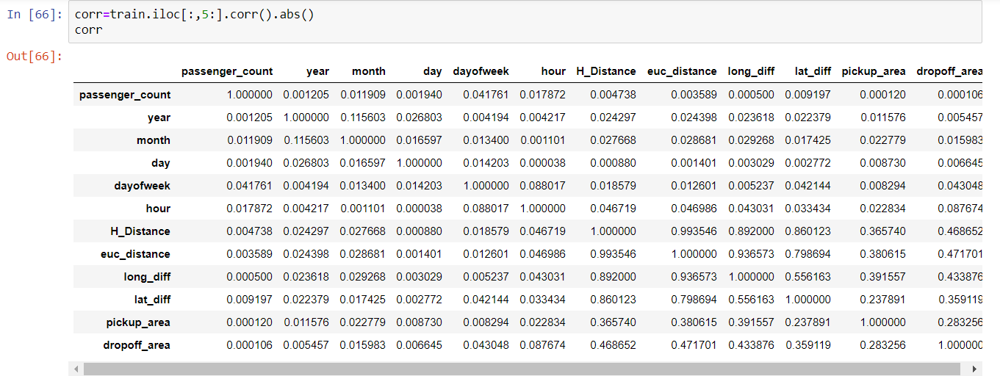 In [66]: corr=train.iloc[:,5:].corr().abs()
corr
Out[66]:
passenger_count year month day dayofweek hour H_Distance euc_distance long_diff lat_diff pickup_area dropoff_area
passenger_count 1.000000 0.001205 0.011909 0.001940 0.041761 0.017872 0.004738 0.003589 0.000500 0.009197 0.000120 0.000106
year 0.001205 1.000000 0.115603 0.026803 0.004194 0.004217 0.024297 0.024398 0.023618 0.022379 0.011576 0.005457
month 0.011909 0.115603 1.000000 0.016597 0.013400 0.001101 0.027668 0.028681 0.029268 0.017425 0.022779 0.015983
day 0.001940 0.026803 0.016597 1.000000 0.014203 0.000038 0.000880 0.001401 0.003029 0.002772 0.008730 0.006645
dayofweek 0.041761 0.004194 0.013400 0.014203 1.000000 0.088017 0.018579 0.012601 0.005237 0.042144 0.008294 0.043048
hour 0.017872 0.004217 0.001101 0.000038 0.088017 1.000000 0.046719 0.046986 0.043031 0.033434 0.022834 0.087674
H_Distance 0.004738 0.024297 0.027668 0.000880 0.018579 0.046719 1.000000 0.993546 0.892000 0.860123 0.365740 0.468652
euc_distance 0.003589 0.024398 0.028681 0.001401 0.012601 0.046986 0.993546 1.000000 0.936573 0.798694 0.380615 0.471701
long_diff 0.000500 0.023618 0.029268 0.003029 0.005237 0.043031 0.892000 0.936573 1.000000 0.556163 0.391557 0.433876
lat_diff 0.009197 0.022379 0.017425 0.002772 0.042144 0.033434 0.860123 0.798694 0.556163 1.000000 0.237891 0.359119
pickup_area 0.000120 0.011576 0.022779 0.008730 0.008294 0.022834 0.365740 0.380615 0.391557 0.237891 1.000000 0.283256
dropoff_area 0.000106 0.005457 0.015983 0.006645 0.043048 0.087674 0.468652 0.471701 0.433876 0.359119 0.283256 1.000000